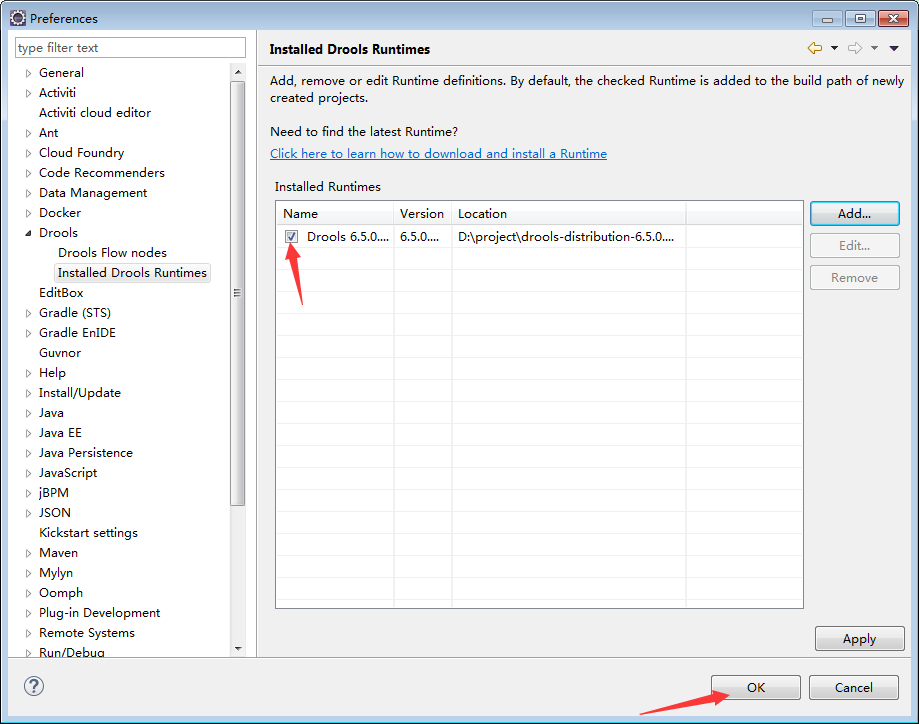 Preferences
type filter text
General
Activiti
Activiti cloud editor
Ant
Cloud Foundry
Code Recommenders
Data Management
Docker
Drools
Drools Flow nodes
Installed Drools Runtimes
EditBox
Gradle (STS)
Gradle EnIDE
Guvnor
Help
Install/Update
Java
Java EE
Java Persistence
JavaScript
jBPM
JSON
Kickstart settings
Maven
Mylyn
Oomph
Plug-in Development
Remote Systems
Run/Debug
Installed Drools Runtimes
Add, remove or edit Runtime definitions. By default, the checked Runtime is added to the build path of newly
created projects.
Need to find the latest Runtime?
Click here to learn how to download and install a Runtime
Installed Runtimes
Name Version Location
Drools 6.5.0.... 6.5.0.... D:\project\drools-distribution-6.5.0....
Add...
Edit...
Remove
Apply
?
OK Cancel